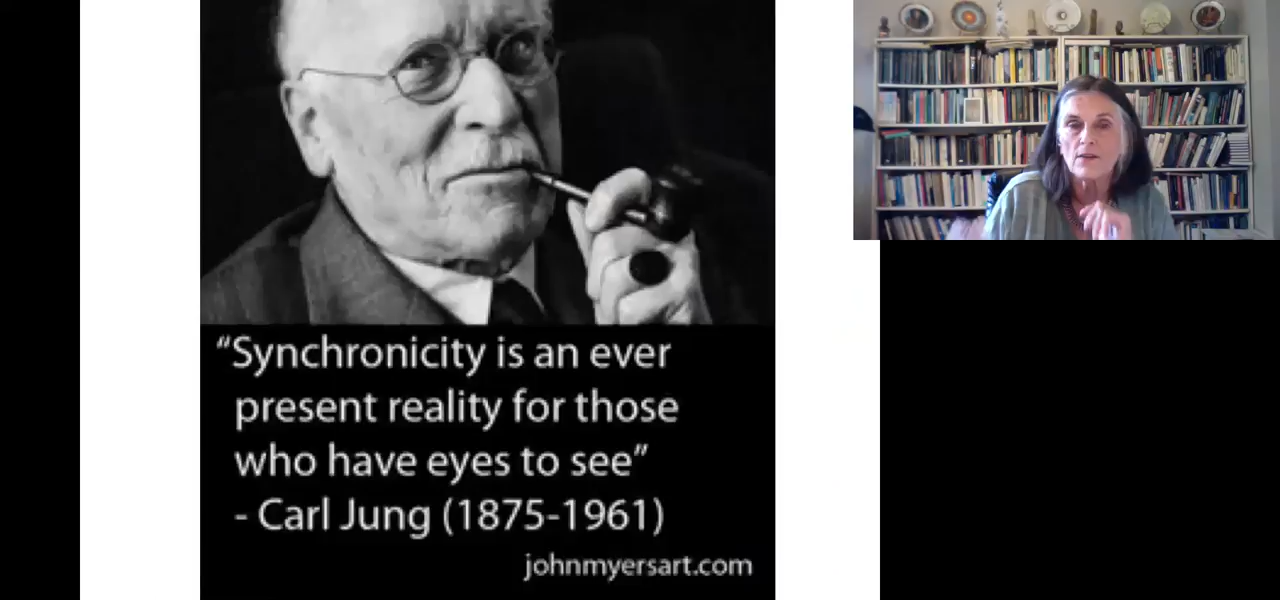 “Synchronicity is an ever
present reality for those
who have eyes to see”
- Carl Jung (1875-1961)
johnmyersart.com